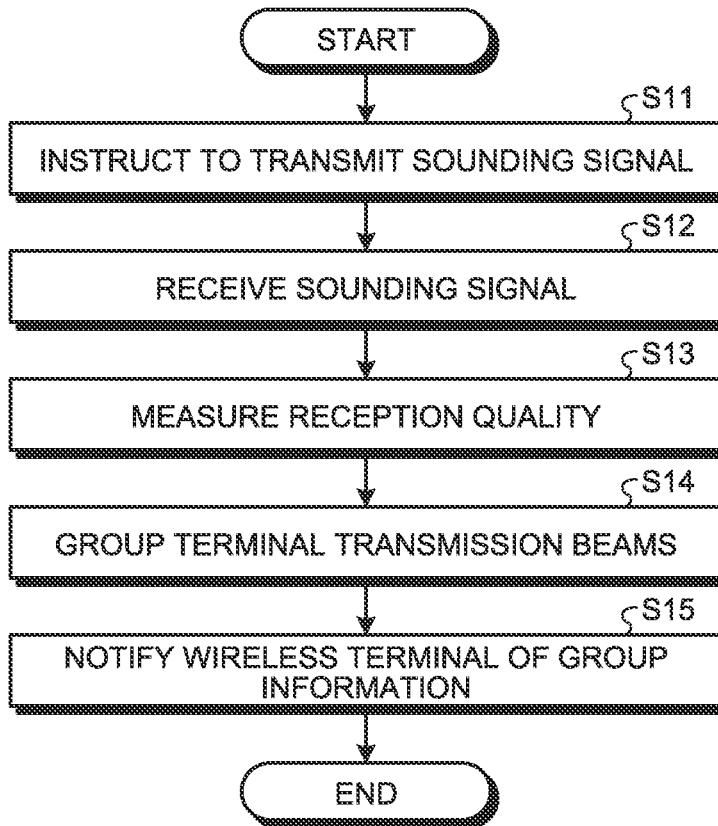 START
S11
INSTRUCT TO TRANSMIT SOUNDING SIGNAL
S12
RECEIVE SOUNDING SIGNAL
S13
MEASURE RECEPTION QUALITY
S14
GROUP TERMINAL TRANSMISSION BEAMS
S15
NOTIFY WIRELESS TERMINAL OF GROUP
INFORMATION
END